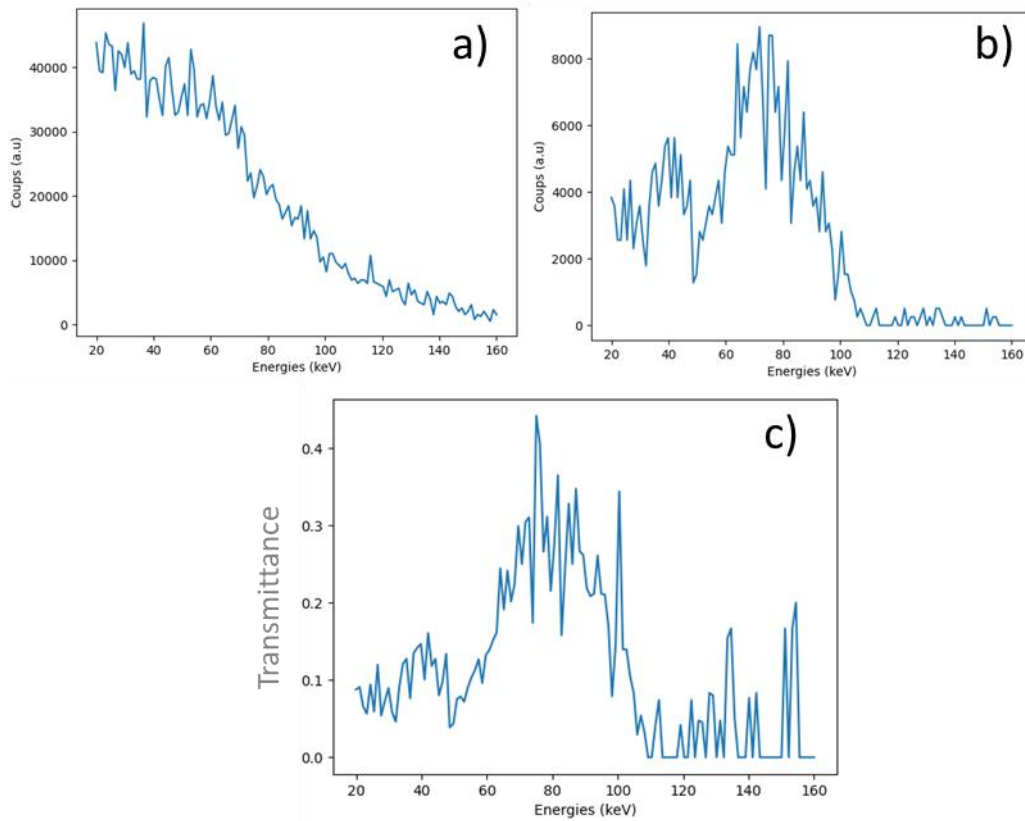 a)
Coups (a.u)
40000
30000
20000
10000
0
20 40 60 80 100 120 140 160
Energies (keV)
b)
Coups (a.u)
8000
6000
4000
2000
0
20 40 60 80 100 120 140 160
Energies (keV)
c)
Transmittance
0.4
0.3
0.2
0.1
0.0
20 40 60 80 100 120 140 160
Energies (keV)